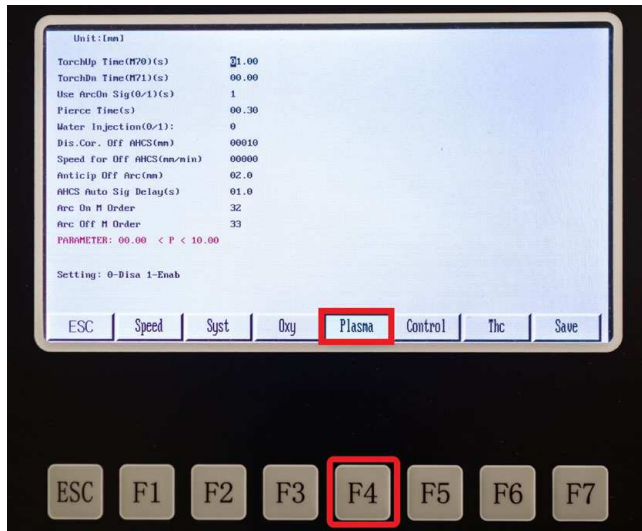 Unit:[mm]
TorchUp Time(M70)(s) 01.00
TorchDn Time(M71)(s) 00.00
Use ArcOn Sig(0/1)(s) 1
Pierce Time(s) 00.30
Water Injection(0/1): 0
Dis.Cor. Off AHCS(mm) 00010
Speed for Off AHCS(mm/min) 00000
Anticip Off Arc(mm) 02.0
AHCS Auto Sig Delay(s) 01.0
Arc On M Order 32
Arc Off M Order 33
PARAMETER: 00.00 < P < 10.00
Setting: 0-Disa 1-Enab
ESC Speed Syst Oxy Plasma Control Thc Save
ESC F1 F2 F3 F4 F5 F6 F7